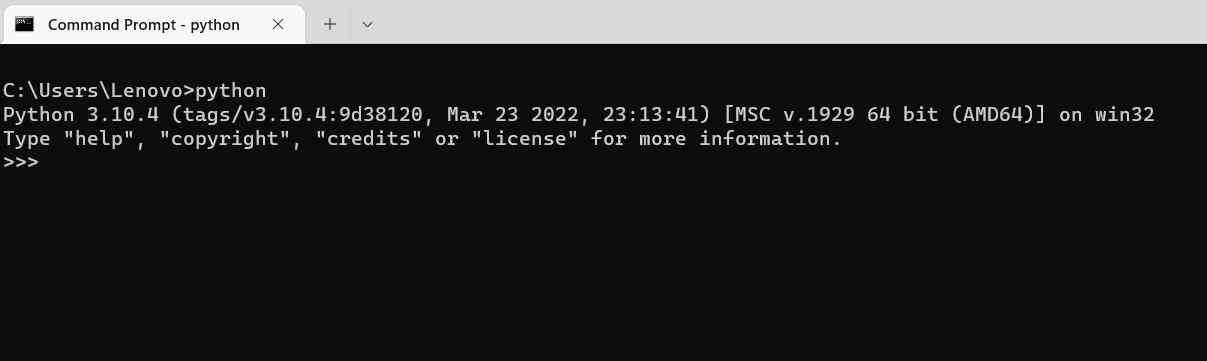 Command Prompt - python
C:\Users\Lenovo>python
Python 3.10.4 (tags/v3.10.4:9d38120, Mar 23 2022, 23:13:41) [MSC v.1929 64 bit (AMD64)] on win32
Type "help", "copyright", "credits" or "license" for more information.
>>>